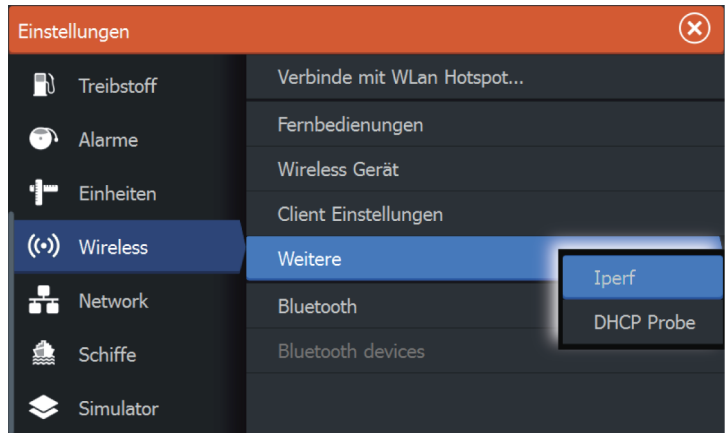 Einstellungen
Treibstoff
Alarme
Einheiten
Wireless
Network
Schiffe
Simulator
Verbinde mit WLan Hotspot...
Fernbedienungen
Wireless Gerät
Client Einstellungen
Weitere
Bluetooth
Bluetooth devices
Iperf
DHCP Probe